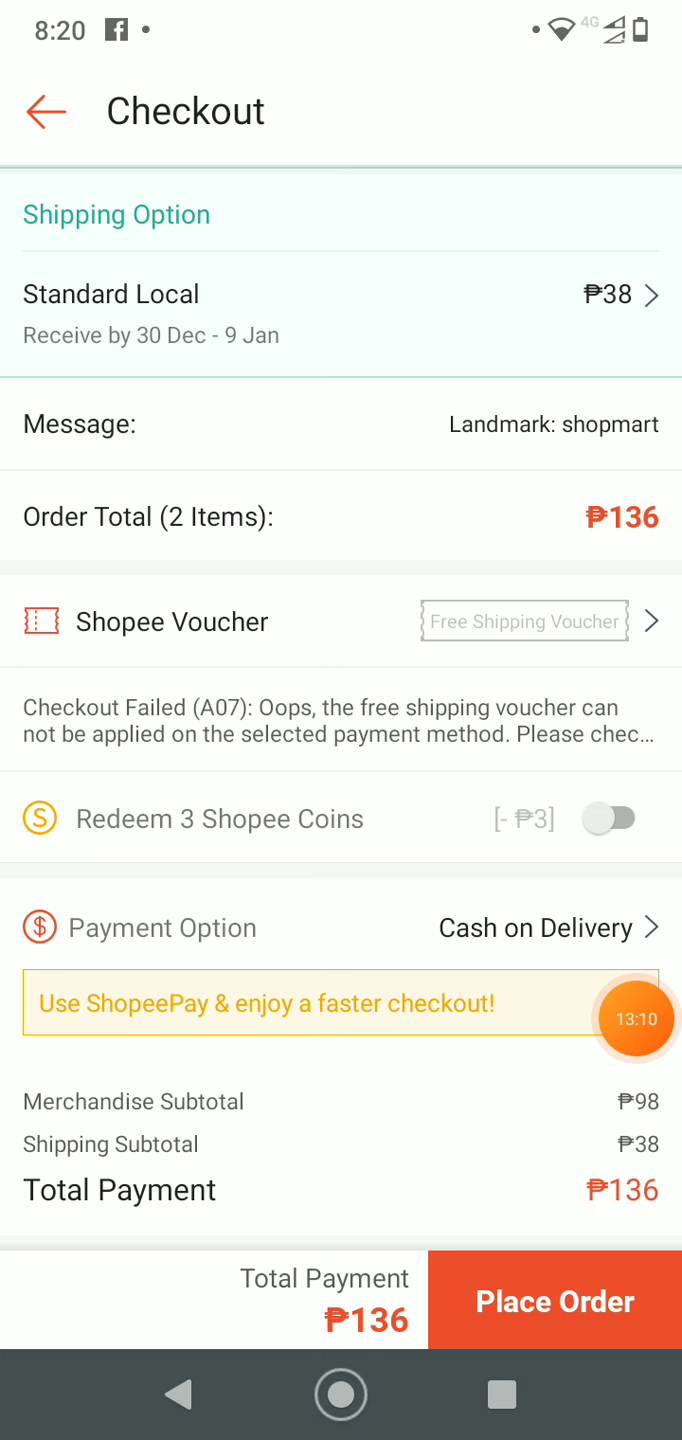 8:20
4G
Checkout
Shipping Option
Standard Local ₱38
Receive by 30 Dec - 9 Jan
Message: Landmark: shopmart
Order Total (2 Items): ₱136
Shopee Voucher Free Shipping Voucher
Checkout Failed (A07): Oops, the free shipping voucher can
not be applied on the selected payment method. Please chec...
S Redeem 3 Shopee Coins [- ₱3]
$ Payment Option Cash on Delivery
Use ShopeePay & enjoy a faster checkout!
13:10
Merchandise Subtotal ₱98
Shipping Subtotal ₱38
Total Payment ₱136
Total Payment
₱136
Place Order